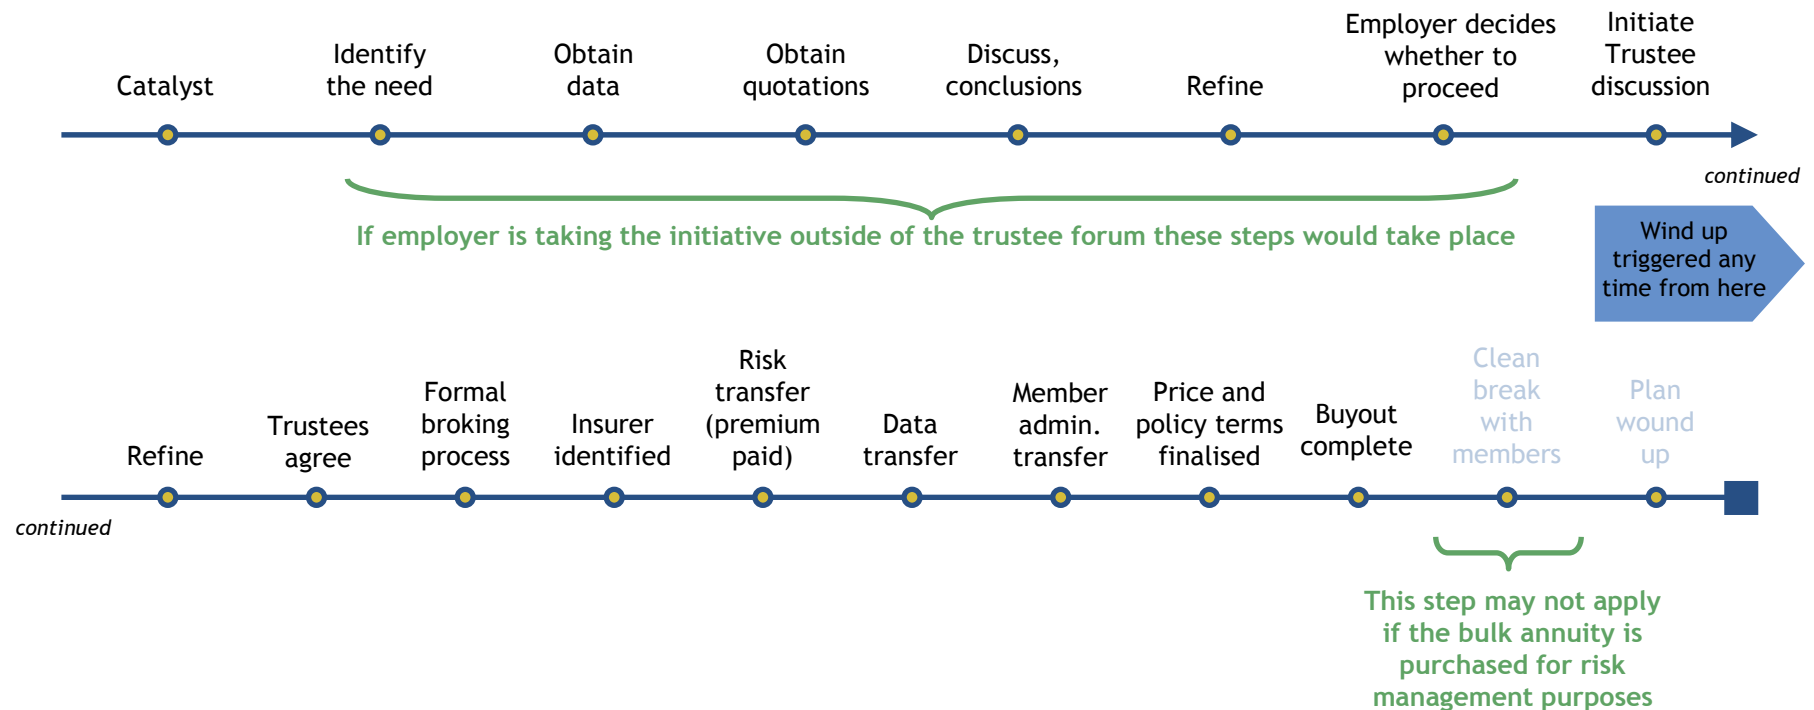 Catalyst
Identify
the need
Obtain
data
Obtain
quotations
Discuss,
conclusions
Refine
Employer decides
whether to
proceed
Initiate
Trustee
discussion
continued
If employer is taking the initiative outside of the trustee forum these steps would take place
Wind up
triggered any
time from here
Refine
Trustees
agree
Formal
broking
process
Insurer
identified
Risk
transfer
(premium
paid)
Data
transfer
Member
admin.
transfer
Price and
policy terms
finalised
Buyout
complete
Clean
break
with
members
Plan
wound
up
continued
This step may not apply
if the bulk annuity is
purchased for risk
management purposes